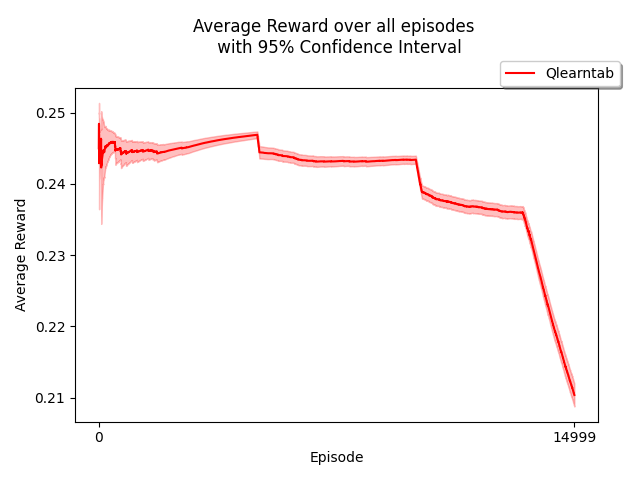 Average Reward over all episodes
with 95% Confidence Interval
Qlearntab
0.25
0.24
0.23
0.22
0.21
Average Reward
0
14999
Episode